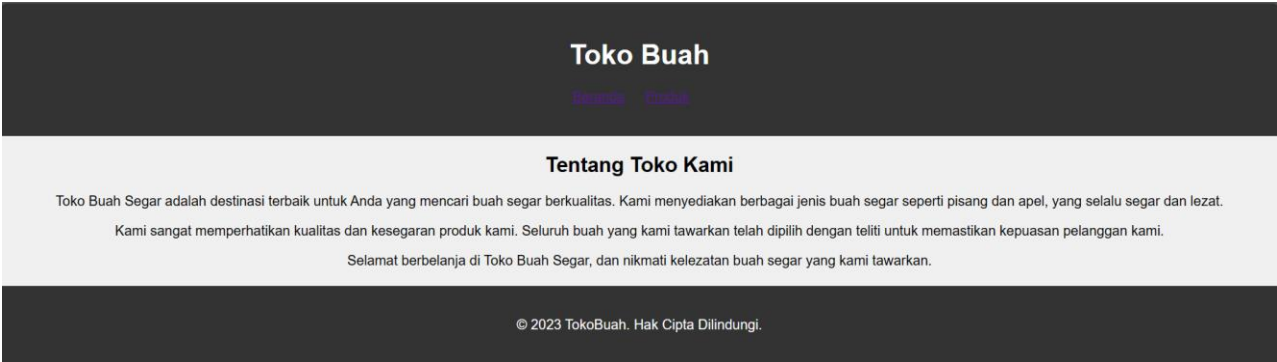 Toko Buah
Beranda Produk
Tentang Toko Kami
Toko Buah Segar adalah destinasi terbaik untuk Anda yang mencari buah segar berkualitas. Kami menyediakan berbagai jenis buah segar seperti pisang dan apel, yang selalu segar dan lezat.
Kami sangat memperhatikan kualitas dan kesegaran produk kami. Seluruh buah yang kami tawarkan telah dipilih dengan teliti untuk memastikan kepuasan pelanggan kami.
Selamat berbelanja di Toko Buah Segar, dan nikmati kelezatan buah segar yang kami tawarkan.
© 2023 TokoBuah. Hak Cipta Dilindungi.